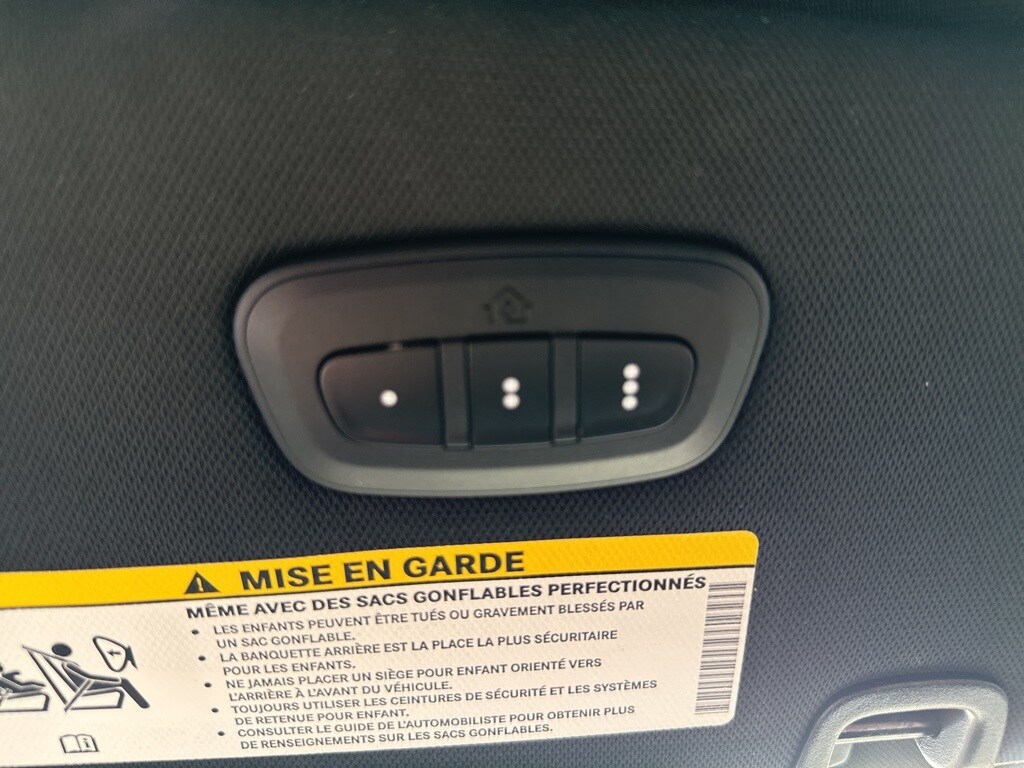 MISE EN GARDE
MÊME AVEC DES SACS GONFLABLES PERFECTIONNÉS
• LES ENFANTS PEUVENT ÊTRE TUÉS OU GRAVEMENT BLESSÉS PAR
UN SAC GONFLABLE.
• LA BANQUETTE ARRIÈRE EST LA PLACE LA PLUS SÉCURITAIRE
POUR LES ENFANTS.
• NE JAMAIS PLACER UN SIÈGE POUR ENFANT ORIENTÉ VERS
L'ARRIÈRE À L'AVANT DU VÉHICULE.
• TOUJOURS UTILISER LES CEINTURES DE SÉCURITÉ ET LES SYSTÈMES
DE RETENUE POUR ENFANT.
• CONSULTER LE GUIDE DE L'AUTOMOBILISTE POUR OBTENIR PLUS
DE RENSEIGNEMENTS SUR LES SACS GONFLABLES.